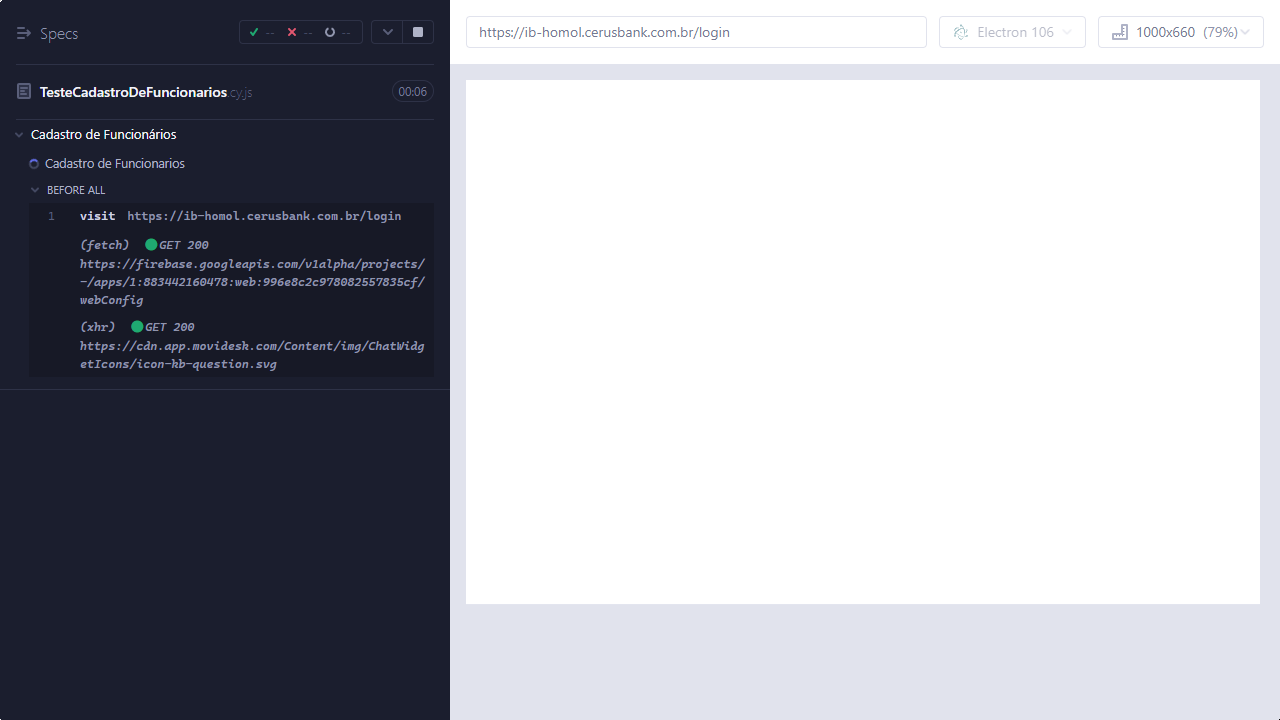 Specs
-- -- --
TesteCadastroDeFuncionarios.cy.js 00:06
Cadastro de Funcionários
Cadastro de Funcionarios
BEFORE ALL
1 visit https://ib-homol.cerusbank.com.br/login
(fetch) GET 200
https://firebase.googleapis.com/v1alpha/projects/
-/apps/1:883442160478:web:996e8c2c978082557835cf/
webConfig
(xhr) GET 200
https://cdn.app.movidesk.com/Content/img/ChatWidg
etIcons/icon-kb-question.svg
https://ib-homol.cerusbank.com.br/login
Electron 106
1000x660 (79%)